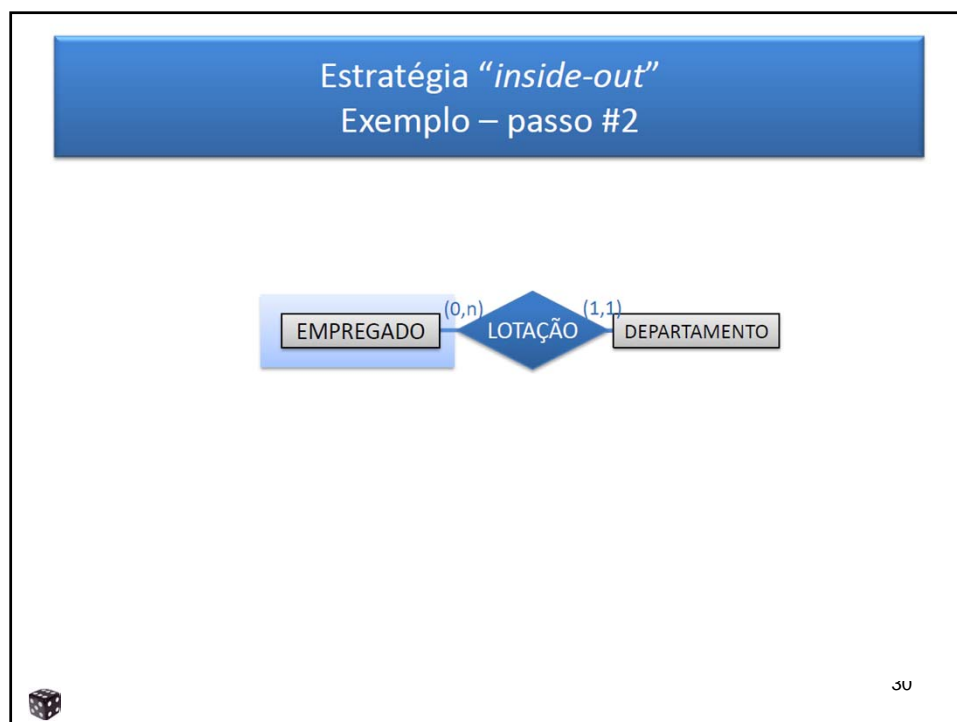 Estratégia “inside-out”
Exemplo – passo #2
EMPREGADO (0,n) LOTAÇÃO (1,1) DEPARTAMENTO
30